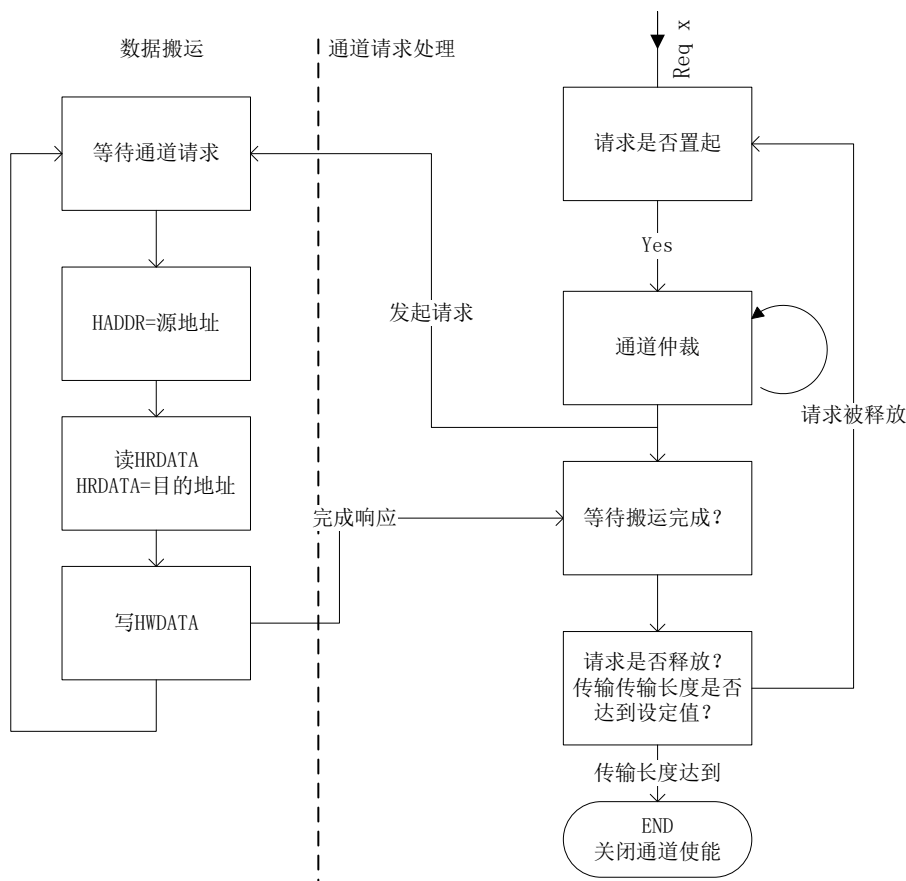 数据搬运
通道请求处理
Req x
等待通道请求
请求是否置起
Yes
HADDR=源地址
发起请求
通道仲裁
请求被释放
读HRDATA
HRDATA=目的地址
完成响应
等待搬运完成？
写HWDATA
请求是否释放？
传输传输长度是否
达到设定值？
传输长度达到
END
关闭通道使能